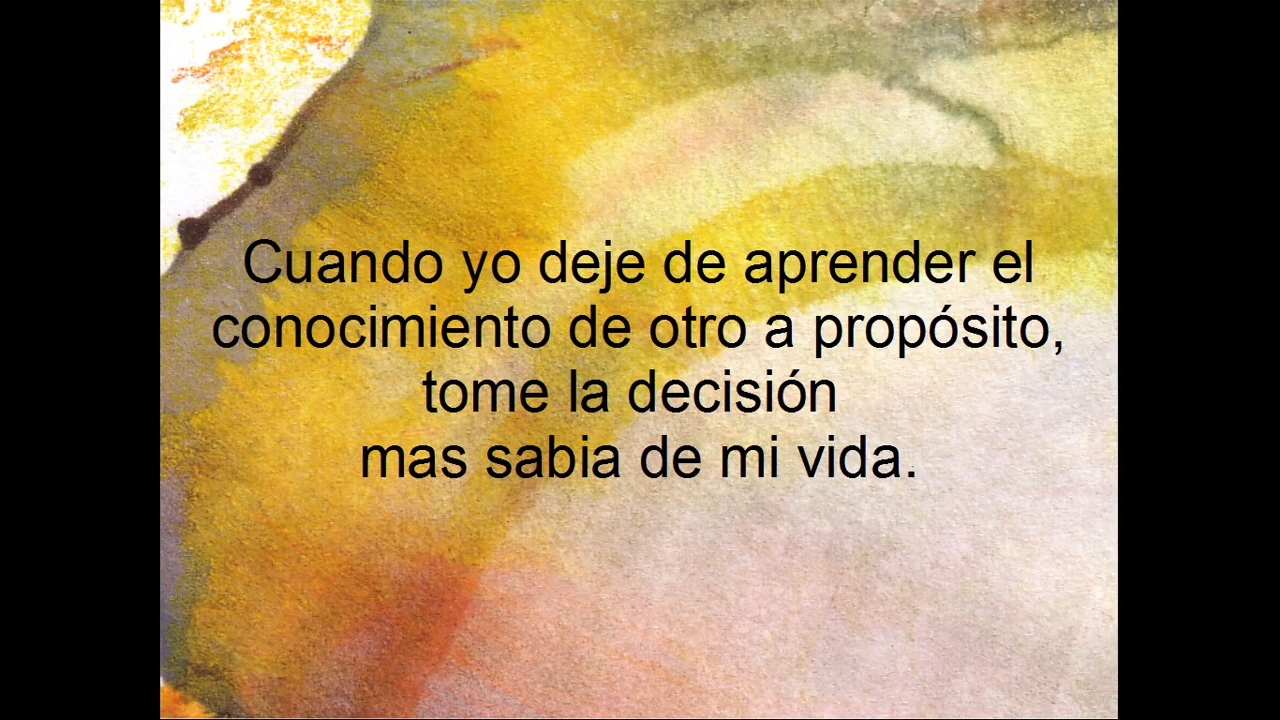 Cuando yo deje de aprender el
conocimiento de otro a propósito,
tome la decisión
mas sabia de mi vida.